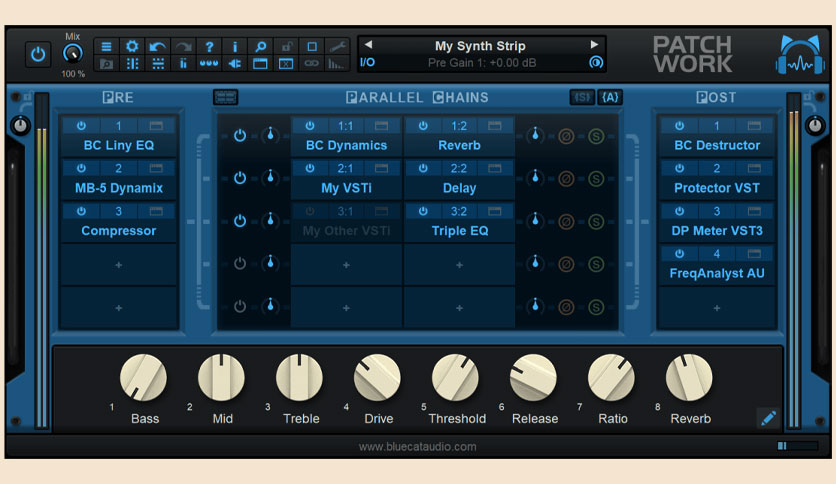 Mix
100 %
? i
My Synth Strip
I/O Pre Gain 1: +0.00 dB
PATCH
WORK
PRE
PARALLEL CHAINS
{S} {A}
POST
1
BC Liny EQ
2
MB-5 Dynamix
3
Compressor
+
+
1:1 1:2
BC Dynamics Reverb
2:1 2:2
My VSTi Delay
3:1 3:2
My Other VSTi Triple EQ
+ +
+ +
Ø S
Ø S
Ø S
Ø S
Ø S
1
BC Destructor
2
Protector VST
3
DP Meter VST3
4
FreqAnalyst AU
+
1 Bass
2 Mid
3 Treble
4 Drive
5 Threshold
6 Release
7 Ratio
8 Reverb
www.bluecataudio.com